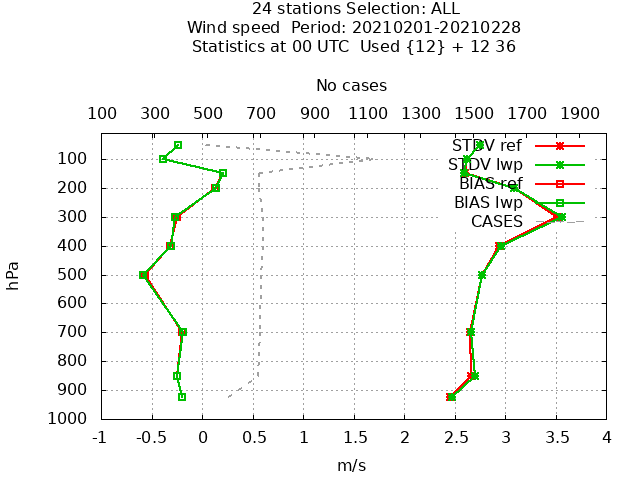 24 stations Selection: ALL
Wind speed  Period: 20210201-20210228
Statistics at 00 UTC  Used {12} + 12 36
No cases
100 300 500 700 900 1100 1300 1500 1700 1900
STDV ref
STDV lwp
BIAS ref
BIAS lwp
CASES
hPa
100
200
300
400
500
600
700
800
900
1000
-1 -0.5 0 0.5 1 1.5 2 2.5 3 3.5 4
m/s